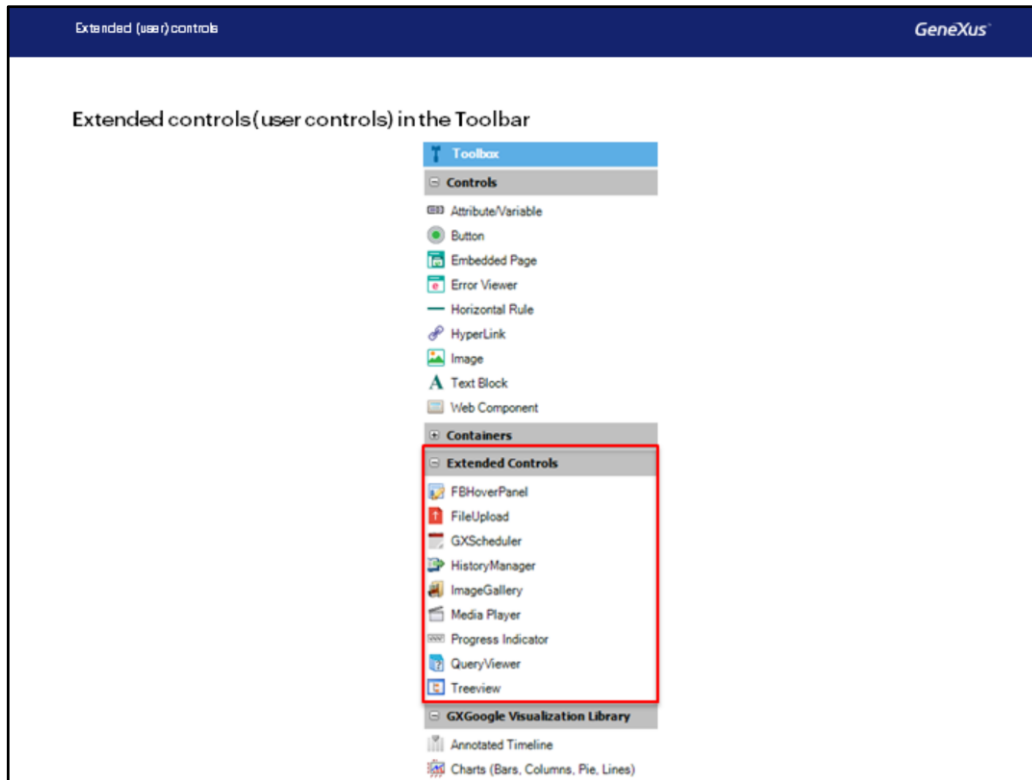 Extended (user) controls
GeneXus™
Extended controls (user controls) in the Toolbar
Toolbox
Controls
Attribute/Variable
Button
Embedded Page
Error Viewer
Horizontal Rule
HyperLink
Image
Text Block
Web Component
Containers
Extended Controls
FBHoverPanel
FileUpload
GXScheduler
HistoryManager
ImageGallery
Media Player
Progress Indicator
QueryViewer
Treeview
GXGoogle Visualization Library
Annotated Timeline
Charts (Bars, Columns, Pie, Lines)